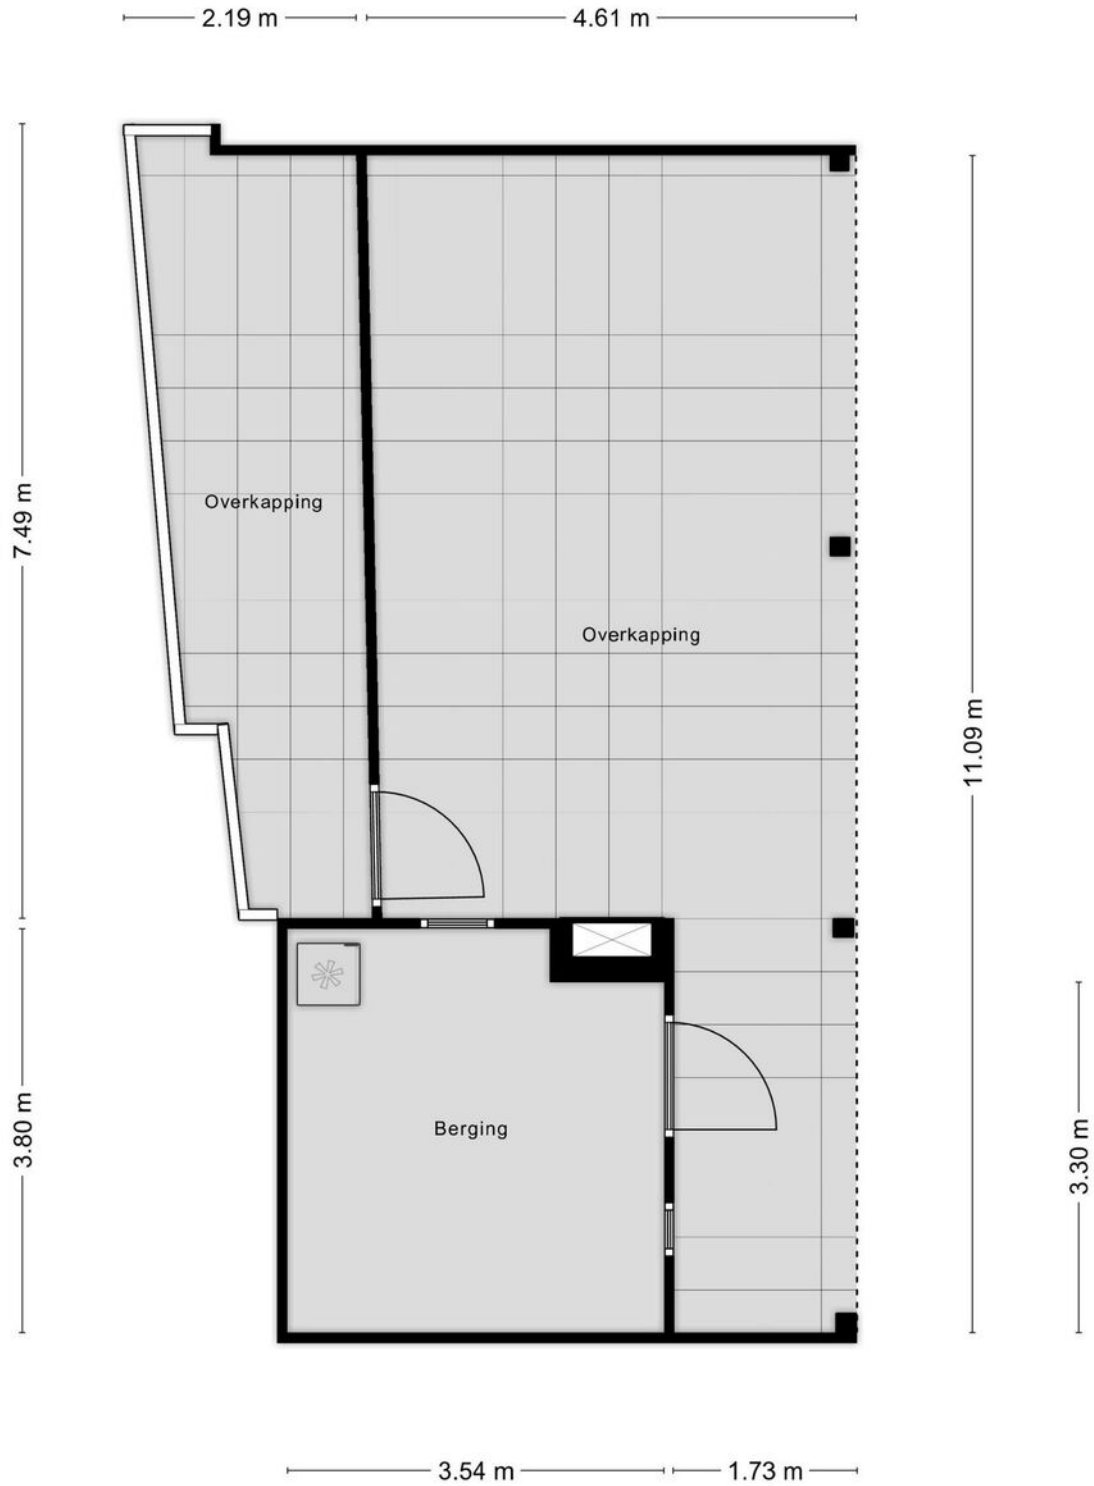 2.19 m
4.61 m
7.49 m
Overkapping
Overkapping
11.09 m
3.80 m
Berging
3.30 m
3.54 m
1.73 m